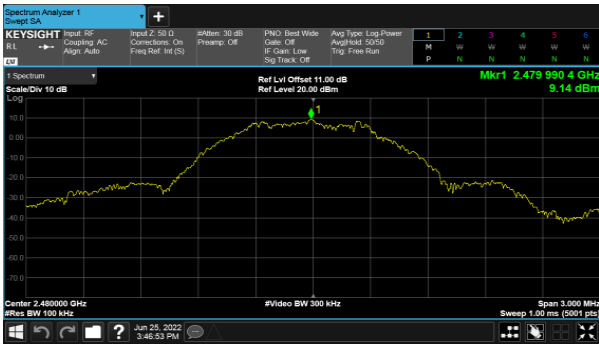 Spectrum Analyzer 1
Swept SA
+
KEYSIGHT Input: RF Input Z: 50 Ω #Atten: 30 dB PNO: Best Wide Avg Type: Log-Power 1 2 3 4 5 6
RL Coupling: AC Corrections: On Preamp: Off Gate: Off Avg|Hold: 50/50 M W W W W W
Align: Auto Freq Ref: Int (S) IF Gain: Low Trig: Free Run P N N N N N
Sig Track: Off
LXI
1 Spectrum
Scale/Div 10 dB
Ref Lvl Offset 11.00 dB
Ref Level 20.00 dBm
Mkr1 2.479 990 4 GHz
9.14 dBm
Log
1
10.0
0.00
-10.0
-20.0
-30.0
-40.0
-50.0
-60.0
-70.0
Center 2.480000 GHz #Video BW 300 kHz Span 3.000 MHz
#Res BW 100 kHz Sweep 1.00 ms (5001 pts)
? Jun 25, 2022
3:46:53 PM